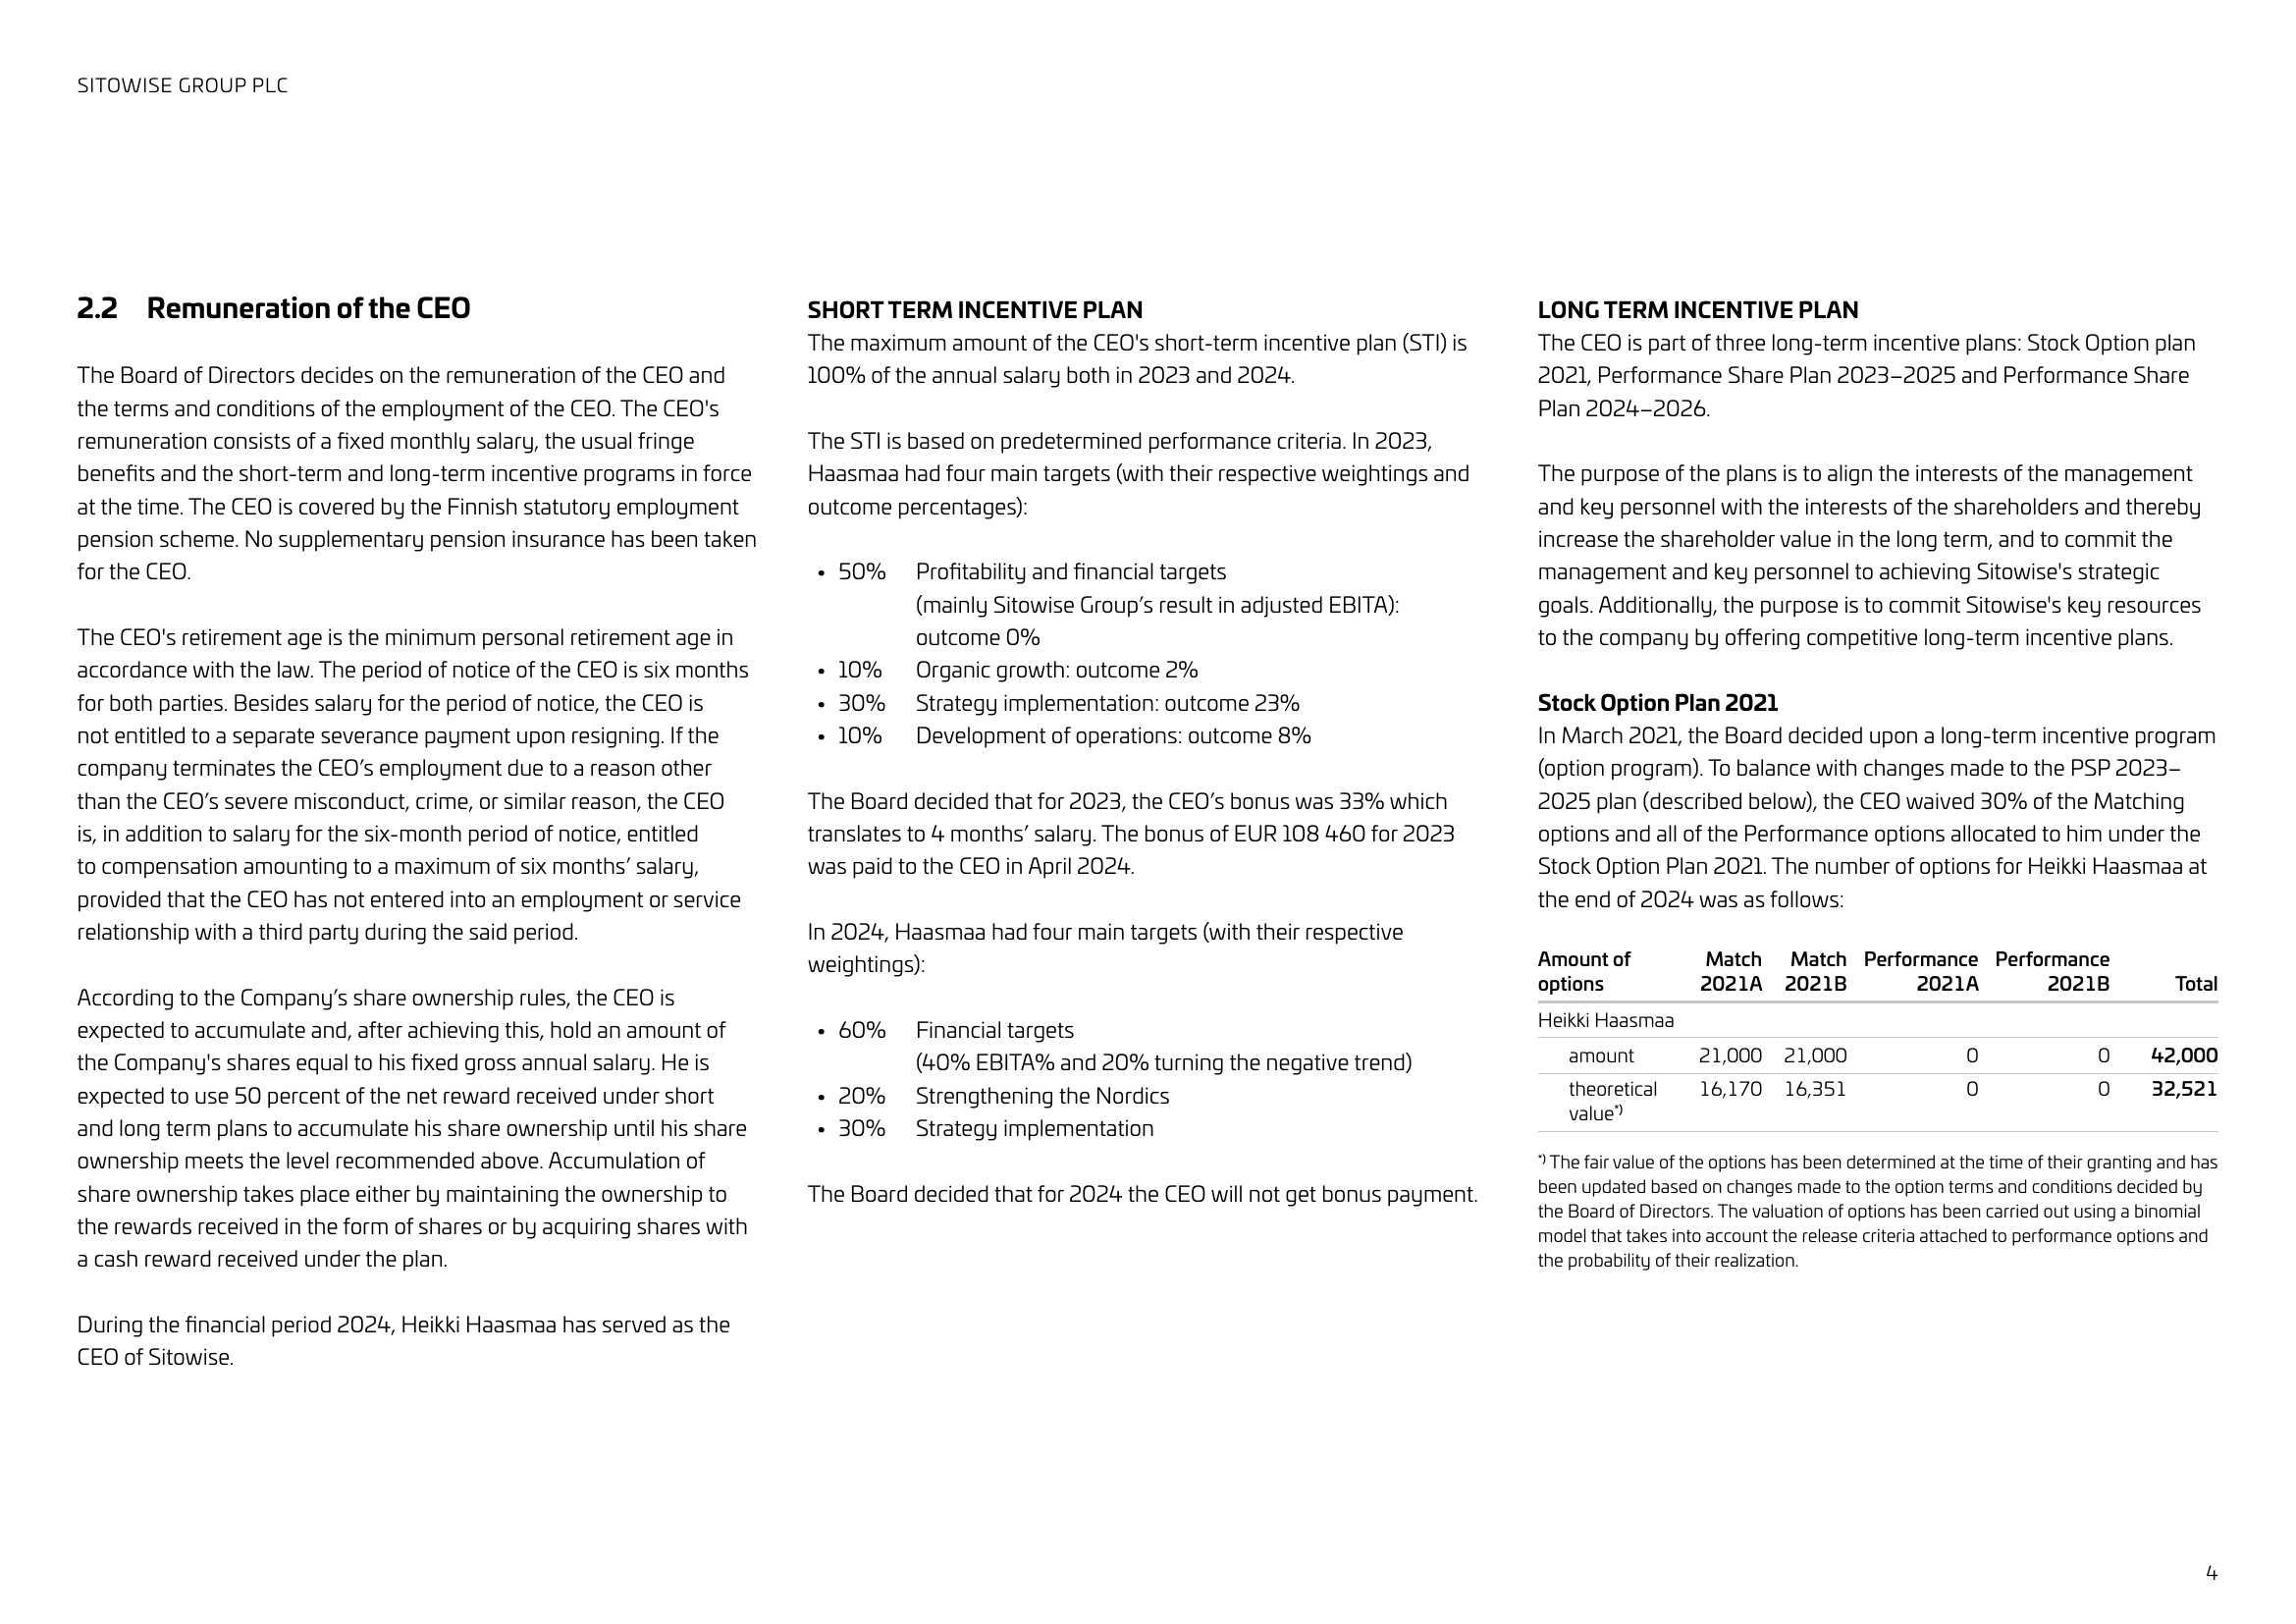 SITOWISE GROUP PLC
2.2 Remuneration of the CEO
The Board of Directors decides on the remuneration of the CEO and
the terms and conditions of the employment of the CEO. The CEO's
remuneration consists of a fixed monthly salary, the usual fringe
benefits and the short-term and long-term incentive programs in force
at the time. The CEO is covered by the Finnish statutory employment
pension scheme. No supplementary pension insurance has been taken
for the CEO.
The CEO's retirement age is the minimum personal retirement age in
accordance with the law. The period of notice of the CEO is six months
for both parties. Besides salary for the period of notice, the CEO is
not entitled to a separate severance payment upon resigning. If the
company terminates the CEO’s employment due to a reason other
than the CEO’s severe misconduct, crime, or similar reason, the CEO
is, in addition to salary for the six-month period of notice, entitled
to compensation amounting to a maximum of six months’ salary,
provided that the CEO has not entered into an employment or service
relationship with a third party during the said period.
According to the Company’s share ownership rules, the CEO is
expected to accumulate and, after achieving this, hold an amount of
the Company's shares equal to his fixed gross annual salary. He is
expected to use 50 percent of the net reward received under short
and long term plans to accumulate his share ownership until his share
ownership meets the level recommended above. Accumulation of
share ownership takes place either by maintaining the ownership to
the rewards received in the form of shares or by acquiring shares with
a cash reward received under the plan.
During the financial period 2024, Heikki Haasmaa has served as the
CEO of Sitowise.
SHORT TERM INCENTIVE PLAN
The maximum amount of the CEO's short-term incentive plan (STI) is
100% of the annual salary both in 2023 and 2024.
The STI is based on predetermined performance criteria. In 2023,
Haasmaa had four main targets (with their respective weightings and
outcome percentages):
• 50% Profitability and financial targets
(mainly Sitowise Group’s result in adjusted EBITA):
outcome 0%
• 10% Organic growth: outcome 2%
• 30% Strategy implementation: outcome 23%
• 10% Development of operations: outcome 8%
The Board decided that for 2023, the CEO’s bonus was 33% which
translates to 4 months’ salary. The bonus of EUR 108 460 for 2023
was paid to the CEO in April 2024.
In 2024, Haasmaa had four main targets (with their respective
weightings):
• 60% Financial targets
(40% EBITA% and 20% turning the negative trend)
• 20% Strengthening the Nordics
• 30% Strategy implementation
The Board decided that for 2024 the CEO will not get bonus payment.
LONG TERM INCENTIVE PLAN
The CEO is part of three long-term incentive plans: Stock Option plan
2021, Performance Share Plan 2023–2025 and Performance Share
Plan 2024–2026.
The purpose of the plans is to align the interests of the management
and key personnel with the interests of the shareholders and thereby
increase the shareholder value in the long term, and to commit the
management and key personnel to achieving Sitowise's strategic
goals. Additionally, the purpose is to commit Sitowise's key resources
to the company by offering competitive long-term incentive plans.
Stock Option Plan 2021
In March 2021, the Board decided upon a long-term incentive program
(option program). To balance with changes made to the PSP 2023–
2025 plan (described below), the CEO waived 30% of the Matching
options and all of the Performance options allocated to him under the
Stock Option Plan 2021. The number of options for Heikki Haasmaa at
the end of 2024 was as follows:
Amount of Match Match Performance Performance
options 2021A 2021B 2021A 2021B Total
Heikki Haasmaa
amount 21,000 21,000 0 0 42,000
theoretical 16,170 16,351 0 0 32,521
value*)
*) The fair value of the options has been determined at the time of their granting and has
been updated based on changes made to the option terms and conditions decided by
the Board of Directors. The valuation of options has been carried out using a binomial
model that takes into account the release criteria attached to performance options and
the probability of their realization.
4